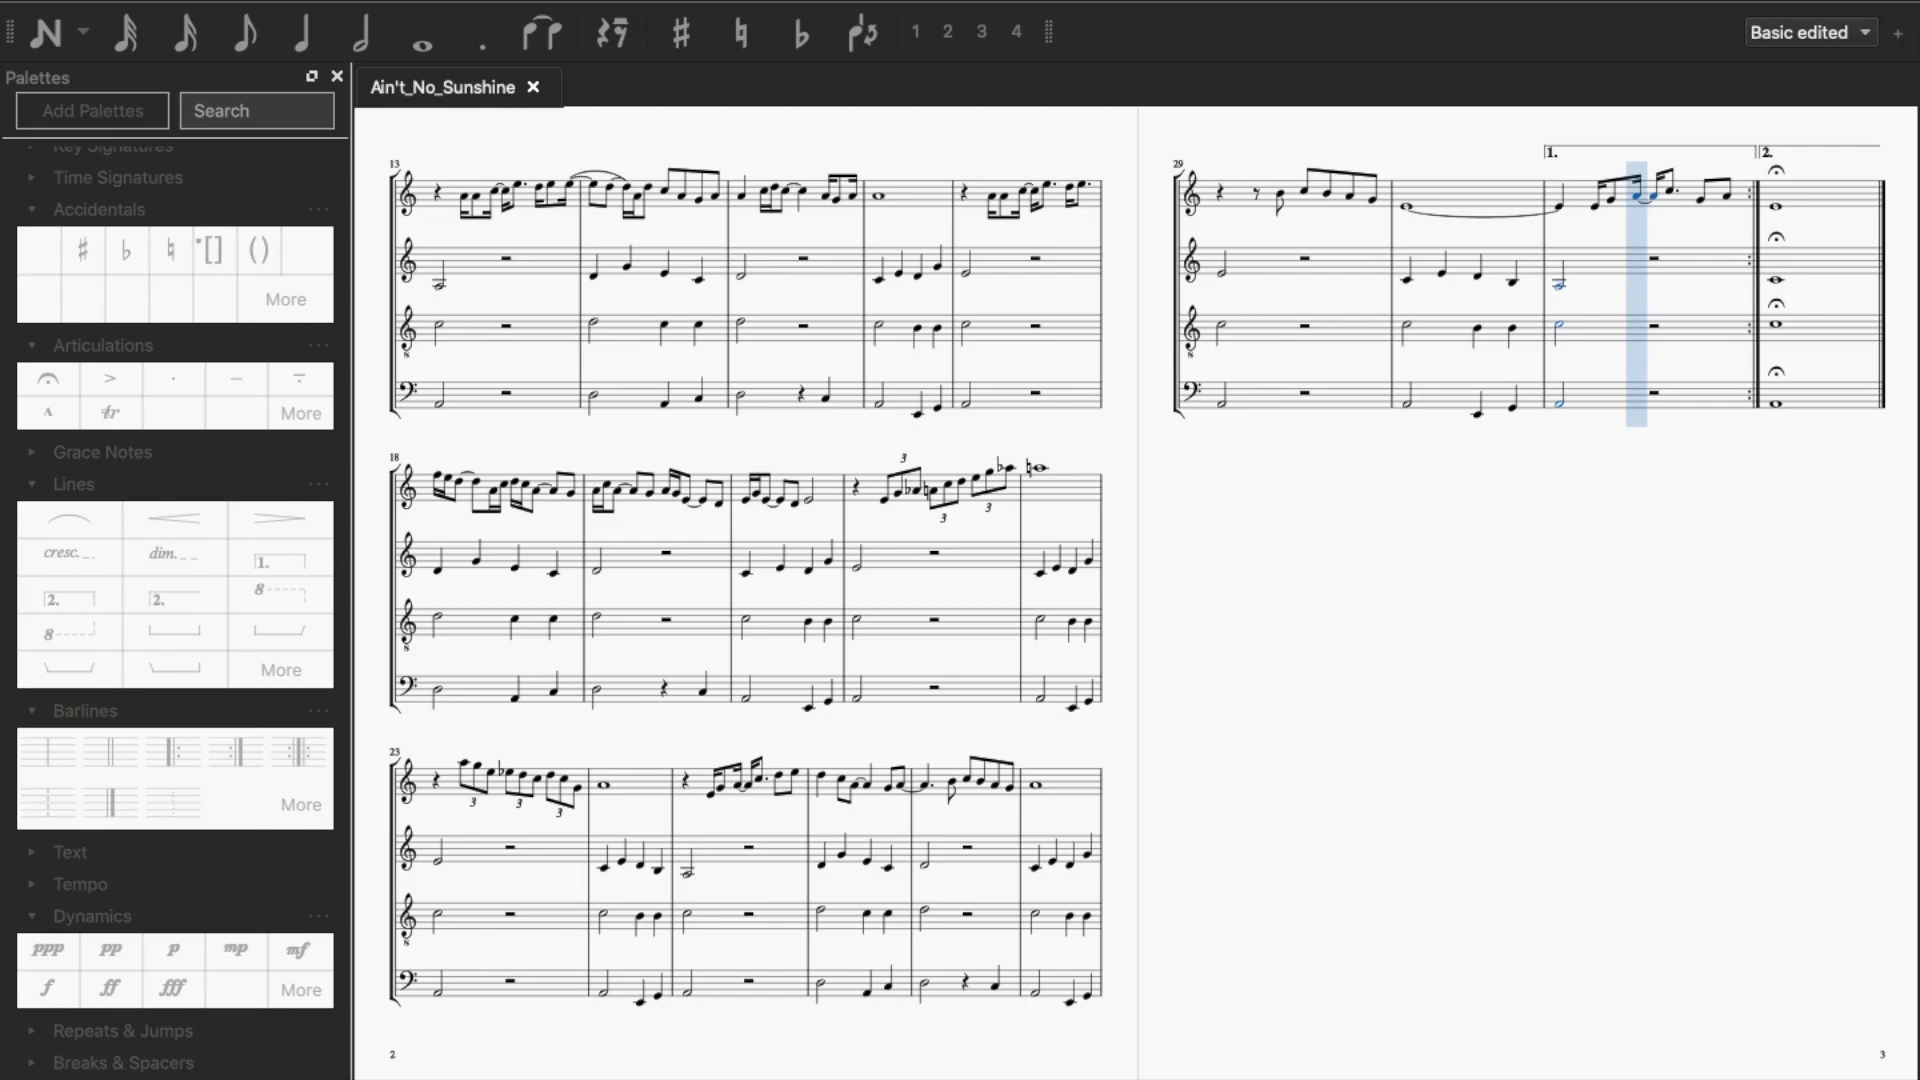 1 2 3 4
Basic edited
Palettes
Ain't_No_Sunshine
Add Palettes
Search
Key Signatures
Time Signatures
Accidentals
More
Articulations
tr
More
Grace Notes
Lines
cresc.
dim.
1.
2.
2.
8
8
More
Barlines
More
Text
Tempo
Dynamics
ppp pp p mp mf
f ff fff
More
Repeats & Jumps
Breaks & Spacers
13
18
3
3
3
23
3
3
3
2
29
1.
2.
3